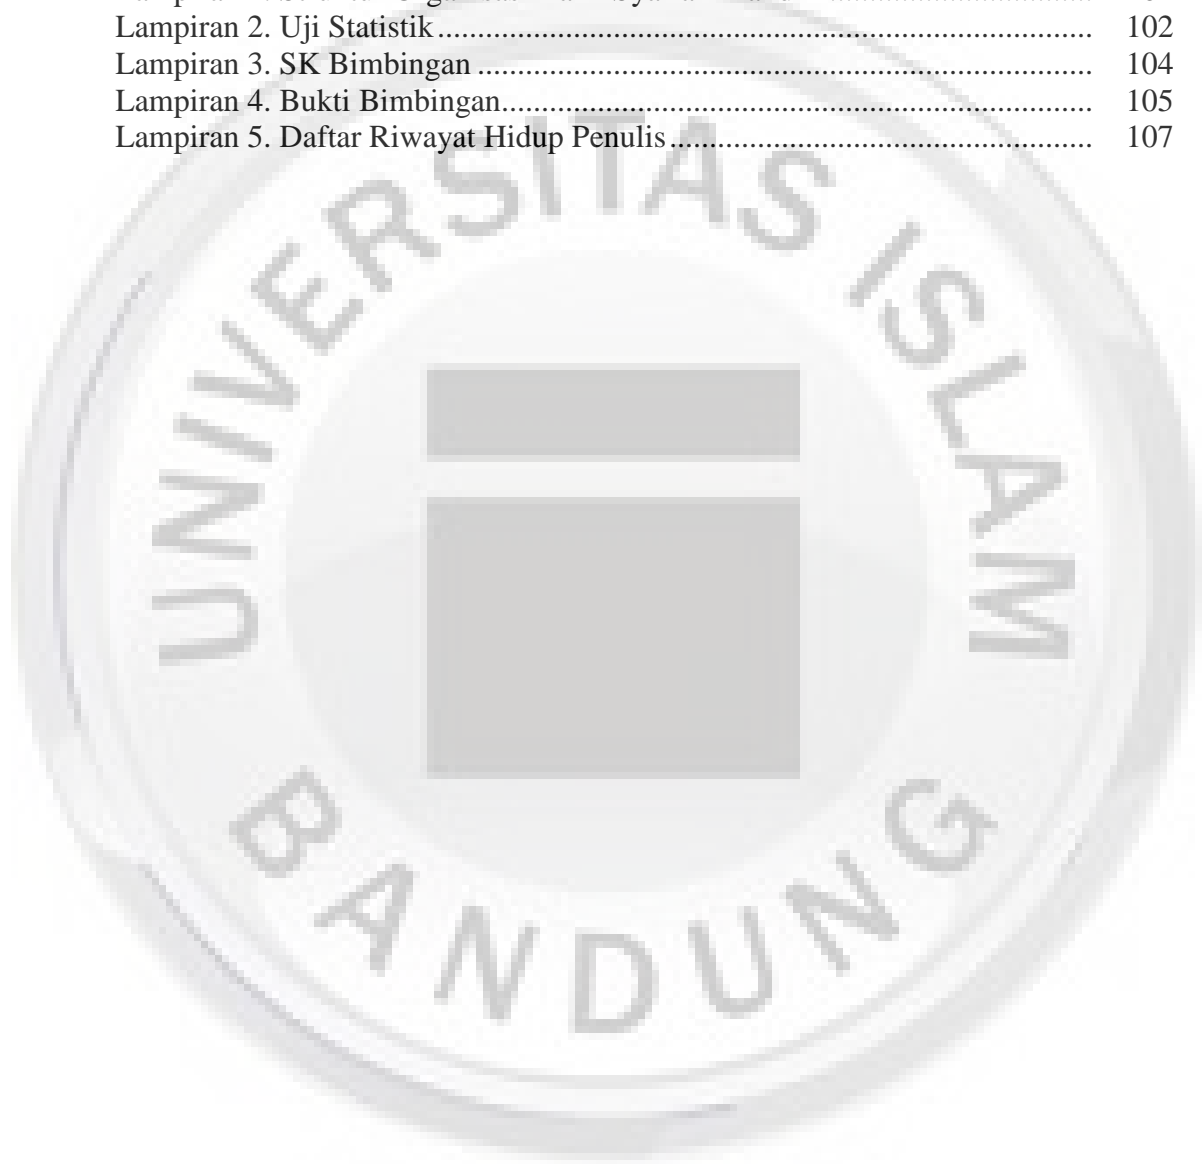 Lampiran 2. Uji Statistik.......... 102
Lampiran 3. SK Bimbingan.......... 104
Lampiran 4. Bukti Bimbingan.......... 105
Lampiran 5. Daftar Riwayat Hidup Penulis.......... 107
UNIVERSITAS ISLAM
BANDUNG